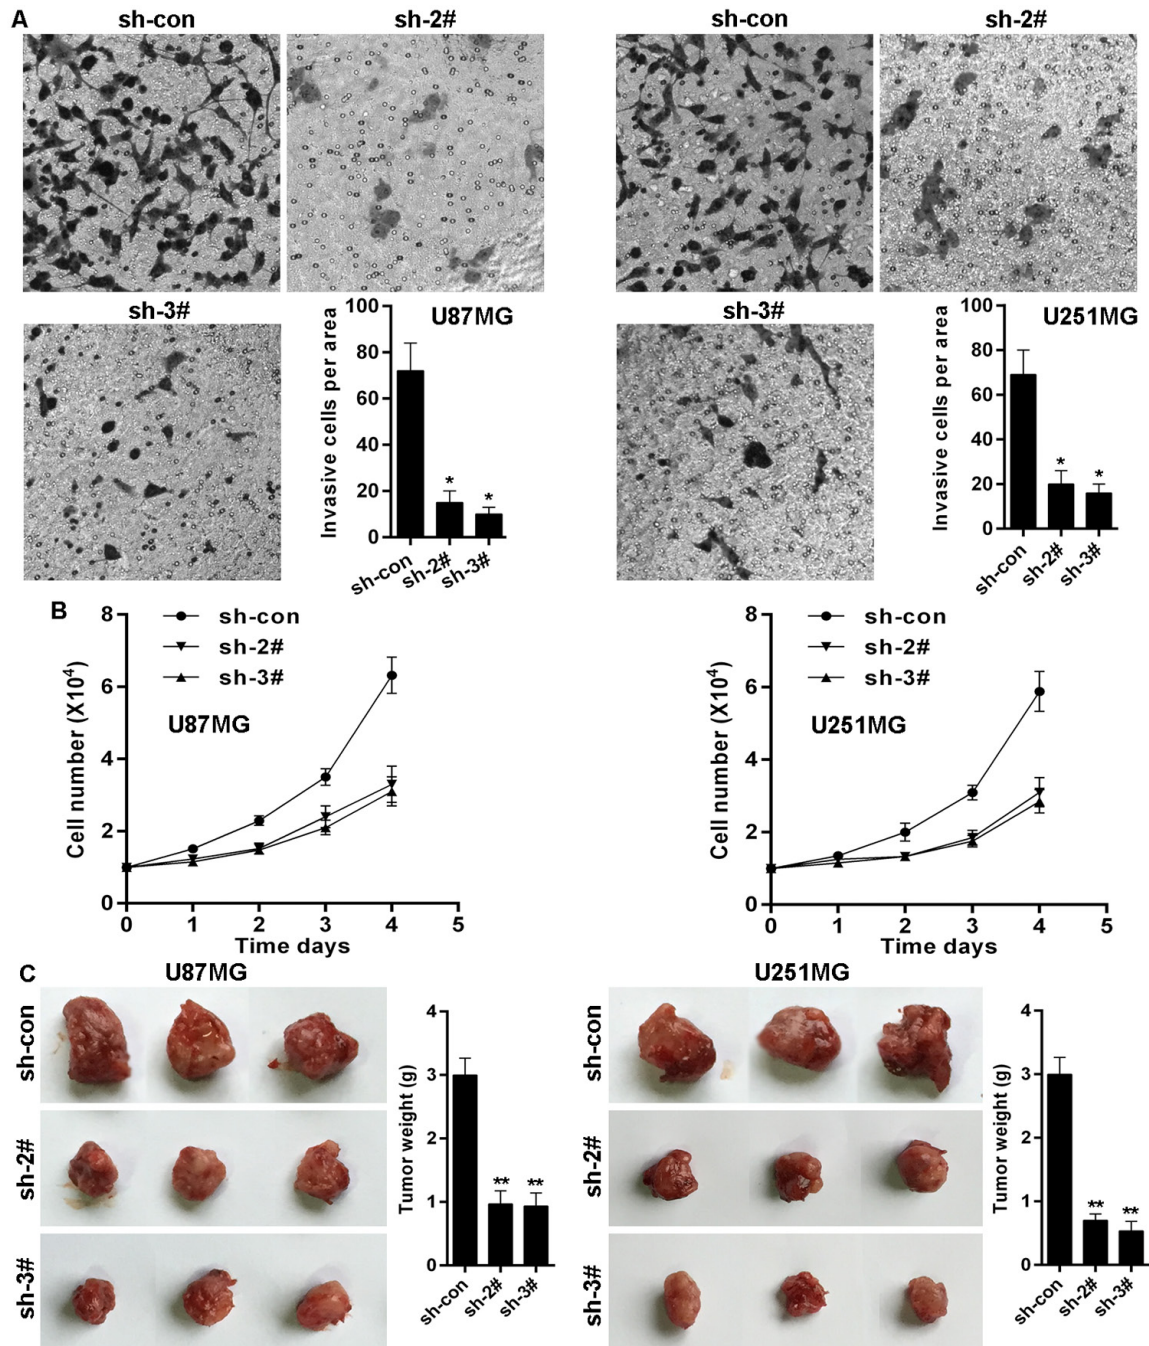 A
sh-con
sh-2#
sh-con
sh-2#
sh-3#
100
80
60
40
20
0
Invasive cells per area
U87MG
*
*
sh-con
sh-2#
sh-3#
sh-3#
100
80
60
40
20
0
Invasive cells per area
U251MG
*
*
sh-con
sh-2#
sh-3#
B
8
6
4
2
0
Cell number (X10⁴)
sh-con
sh-2#
sh-3#
U87MG
0 1 2 3 4 5
Time days
8
6
4
2
0
Cell number (X10⁴)
sh-con
sh-2#
sh-3#
U251MG
0 1 2 3 4 5
Time days
C
U87MG
sh-con
sh-2#
sh-3#
4
3
2
1
0
Tumor weight (g)
**
**
sh-con
sh-2#
sh-3#
U251MG
sh-con
sh-2#
sh-3#
4
3
2
1
0
Tumor weight (g)
**
**
sh-con
sh-2#
sh-3#